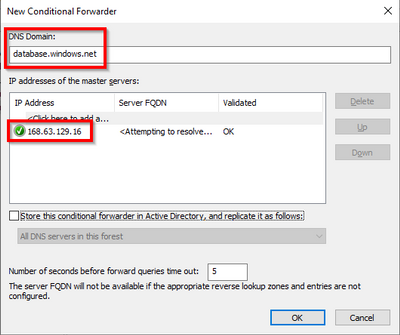 New Conditional Forwarder
DNS Domain:
database.windows.net
IP addresses of the master servers:
IP Address Server FQDN Validated
<Click here to add a...
168.63.129.16 <Attempting to resolve... OK
Delete
Up
Down
Store this conditional forwarder in Active Directory, and replicate it as follows:
All DNS servers in this forest
Number of seconds before forward queries time out: 5
The server FQDN will not be available if the appropriate reverse lookup zones and entries are not
configured.
OK Cancel